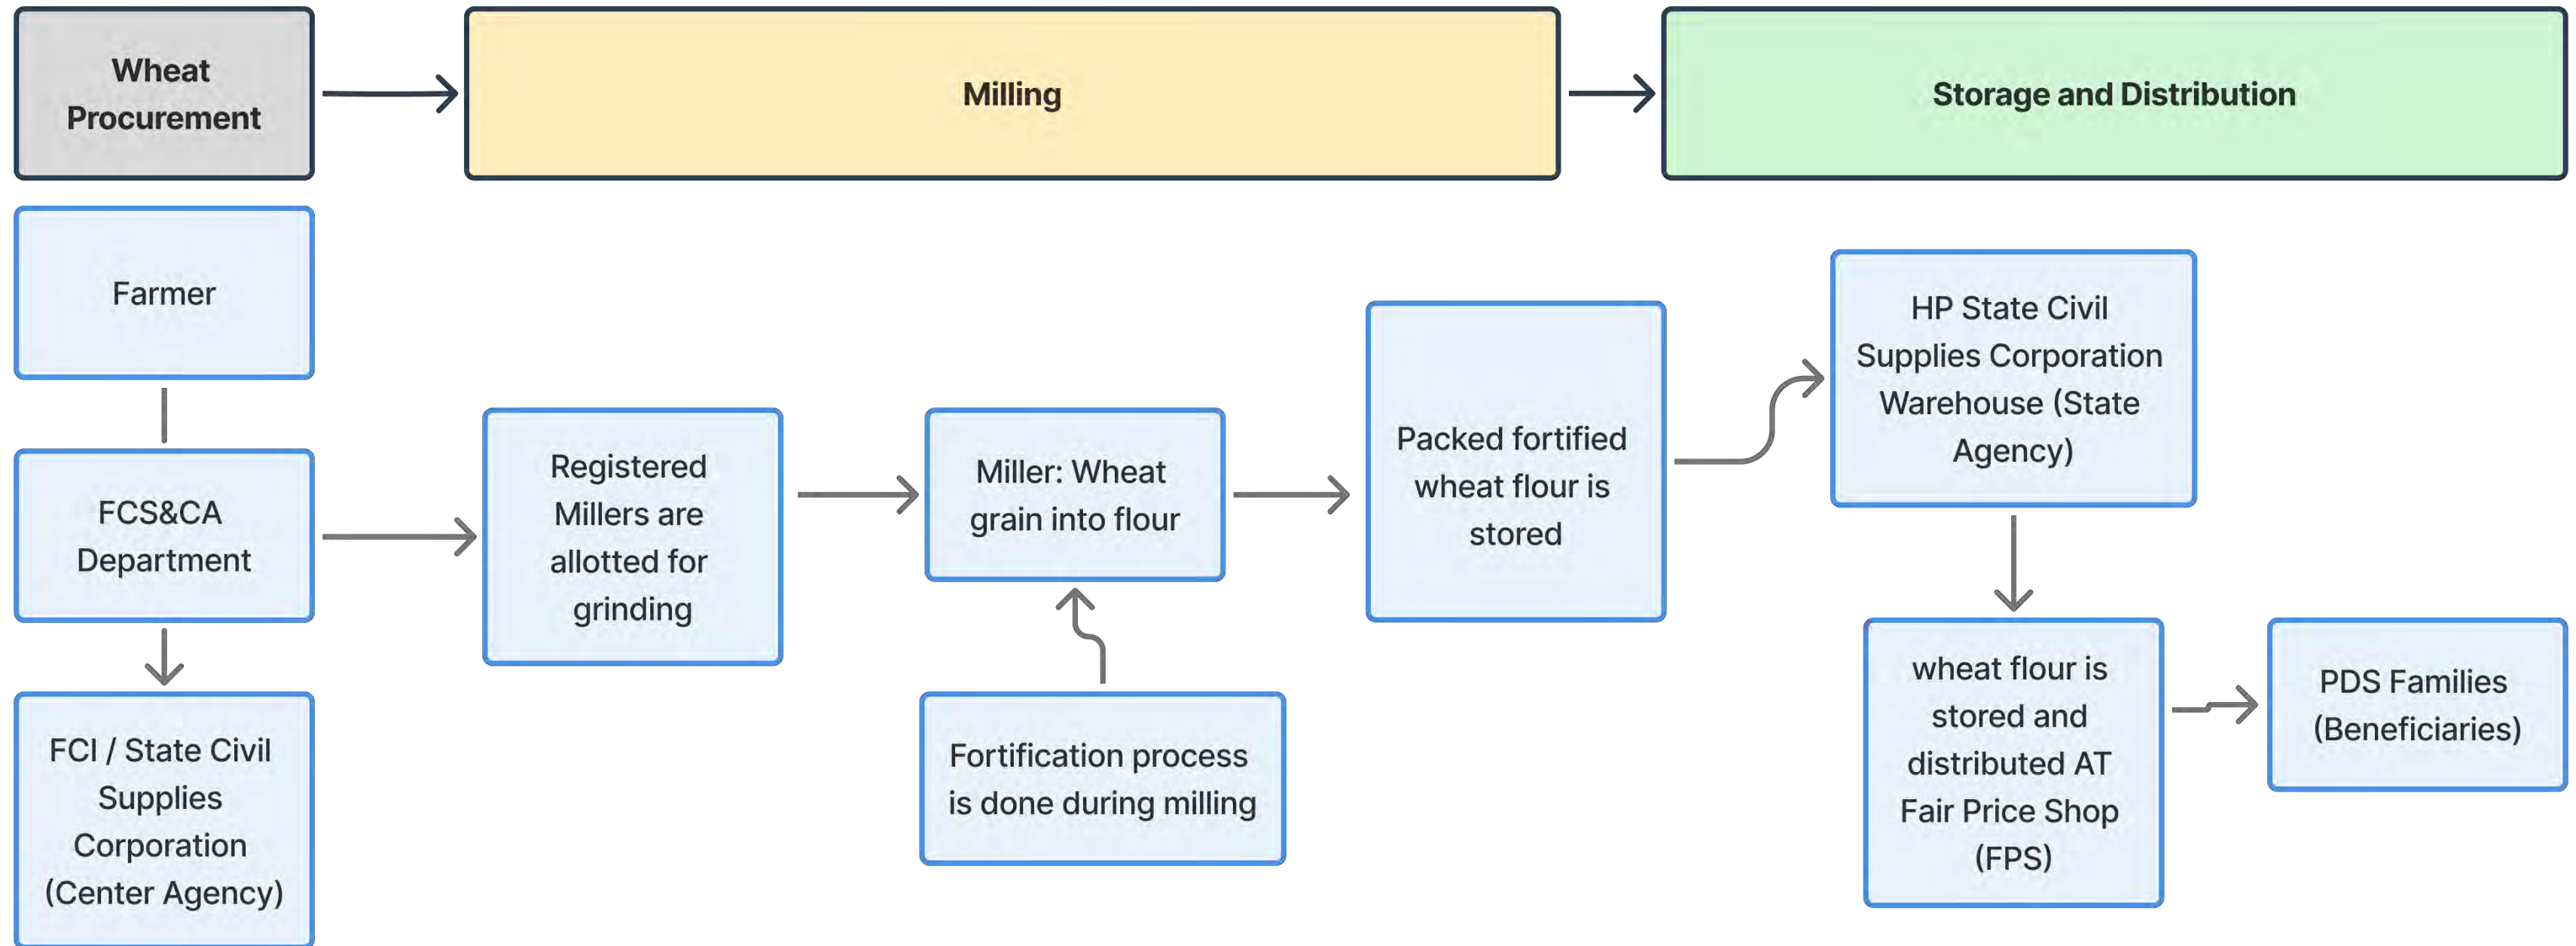 Wheat
Procurement
Milling
Storage and Distribution
Farmer
FCS&CA
Department
FCI / State Civil
Supplies
Corporation
(Center Agency)
Registered
Millers are
allotted for
grinding
Miller: Wheat
grain into flour
Fortification process
is done during milling
Packed fortified
wheat flour is
stored
HP State Civil
Supplies Corporation
Warehouse (State
Agency)
wheat flour is
stored and
distributed AT
Fair Price Shop
(FPS)
PDS Families
(Beneficiaries)